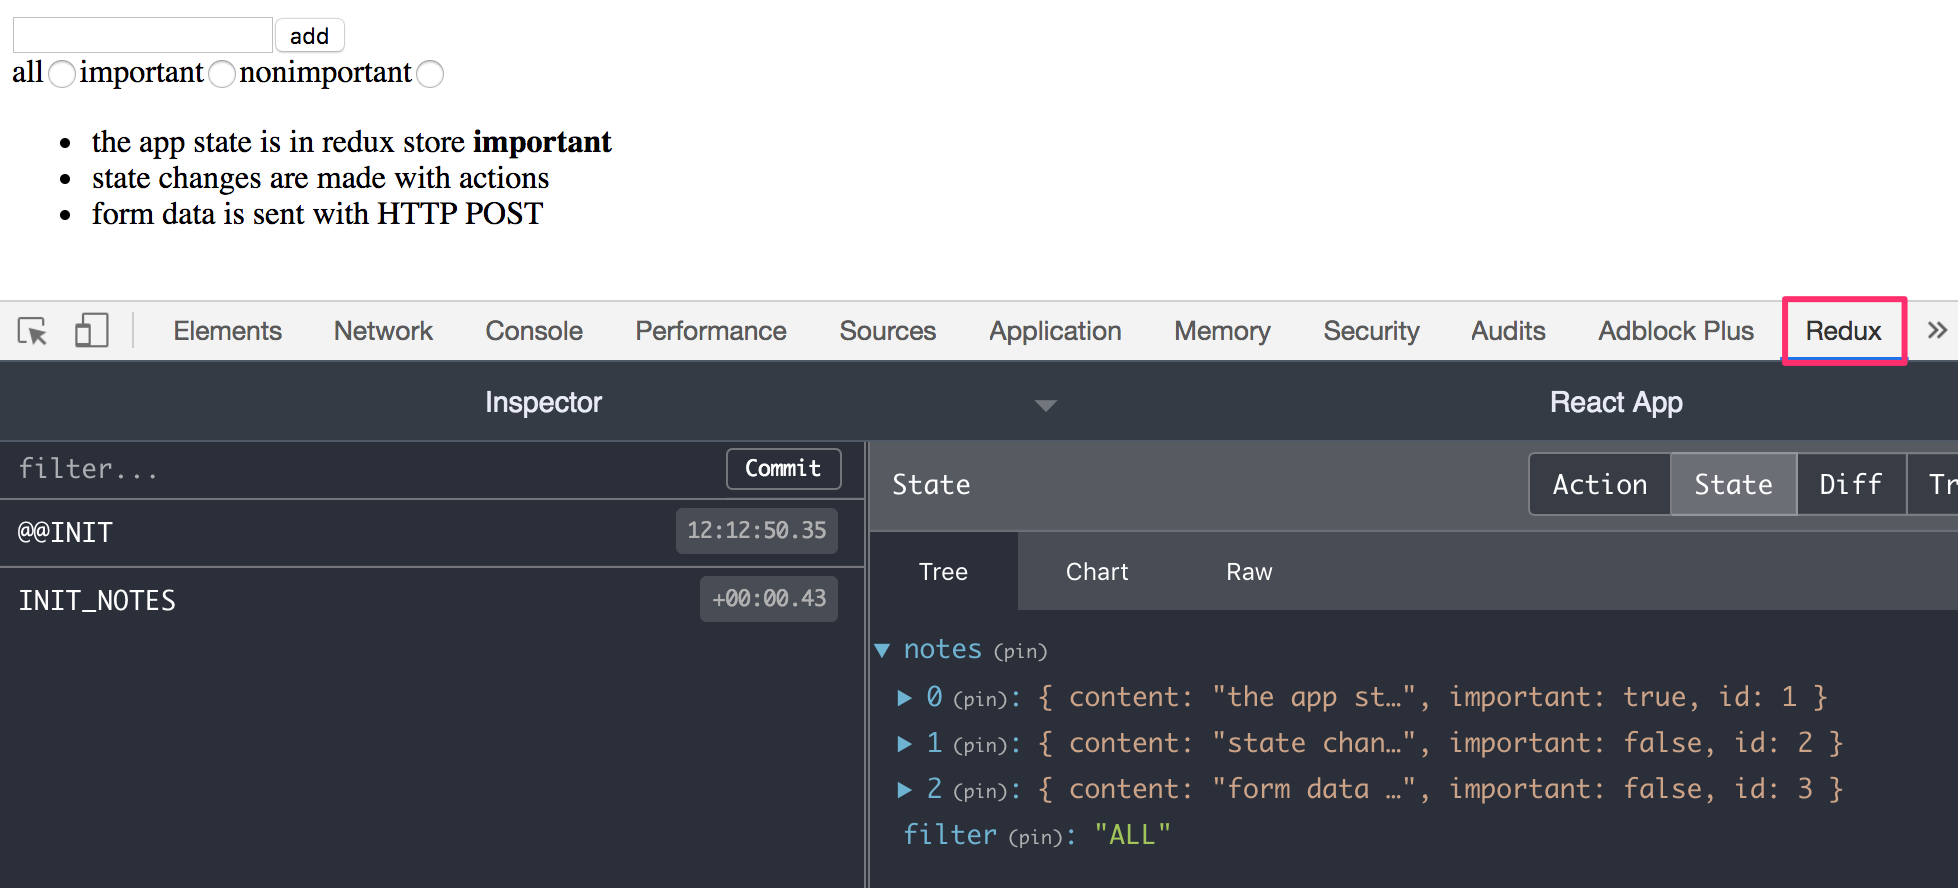 add
all important nonimportant
the app state is in redux store important
state changes are made with actions
form data is sent with HTTP POST
Elements Network Console Performance Sources Application Memory Security Audits Adblock Plus Redux »
Inspector React App
filter... Commit
@@INIT 12:12:50.35
INIT_NOTES +00:00.43
State Action State Diff Tr
Tree Chart Raw
notes (pin)
0 (pin): { content: "the app st…", important: true, id: 1 }
1 (pin): { content: "state chan…", important: false, id: 2 }
2 (pin): { content: "form data …", important: false, id: 3 }
filter (pin): "ALL"